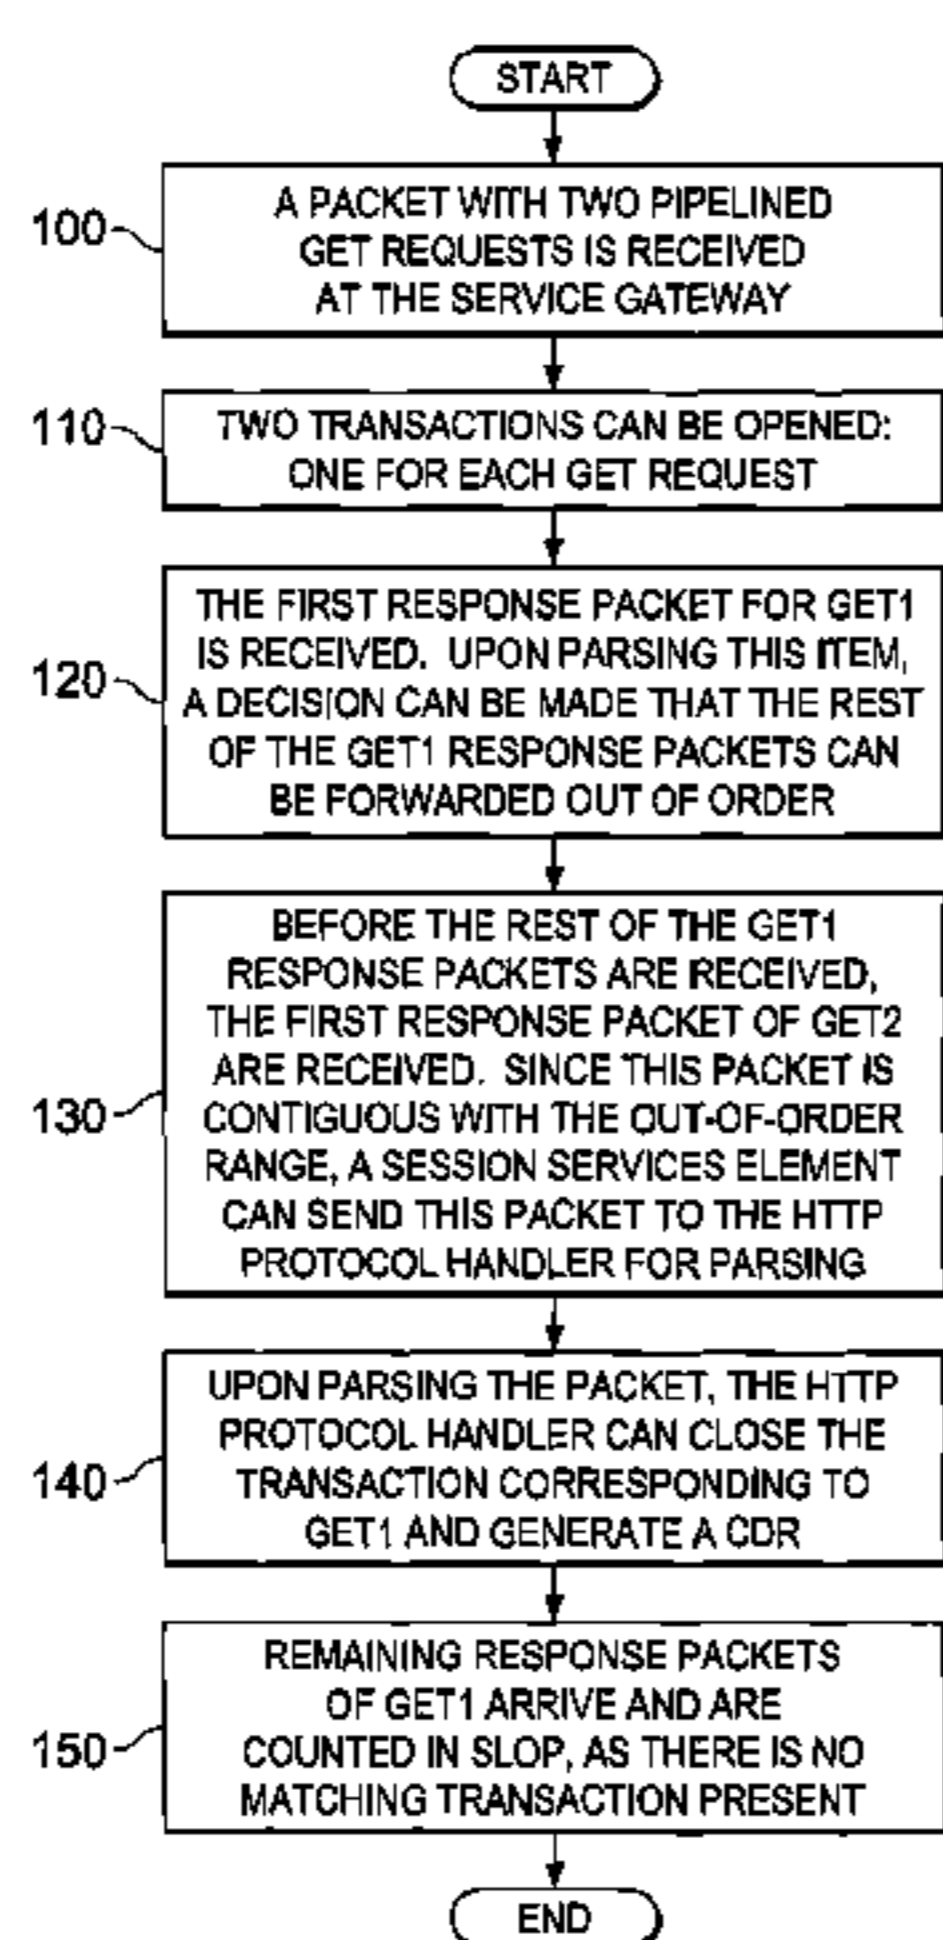 START
100
A PACKET WITH TWO PIPELINED
GET REQUESTS IS RECEIVED
AT THE SERVICE GATEWAY
110
TWO TRANSACTIONS CAN BE OPENED:
ONE FOR EACH GET REQUEST
120
THE FIRST RESPONSE PACKET FOR GET1
IS RECEIVED. UPON PARSING THIS ITEM,
A DECISION CAN BE MADE THAT THE REST
OF THE GET1 RESPONSE PACKETS CAN
BE FORWARDED OUT OF ORDER
130
BEFORE THE REST OF THE GET1
RESPONSE PACKETS ARE RECEIVED,
THE FIRST RESPONSE PACKET OF GET2
ARE RECEIVED. SINCE THIS PACKET IS
CONTIGUOUS WITH THE OUT-OF-ORDER
RANGE, A SESSION SERVICES ELEMENT
CAN SEND THIS PACKET TO THE HTTP
PROTOCOL HANDLER FOR PARSING
140
UPON PARSING THE PACKET, THE HTTP
PROTOCOL HANDLER CAN CLOSE THE
TRANSACTION CORRESPONDING TO
GET1 AND GENERATE A CDR
150
REMAINING RESPONSE PACKETS
OF GET1 ARRIVE AND ARE
COUNTED IN SLOP, AS THERE IS NO
MATCHING TRANSACTION PRESENT
END